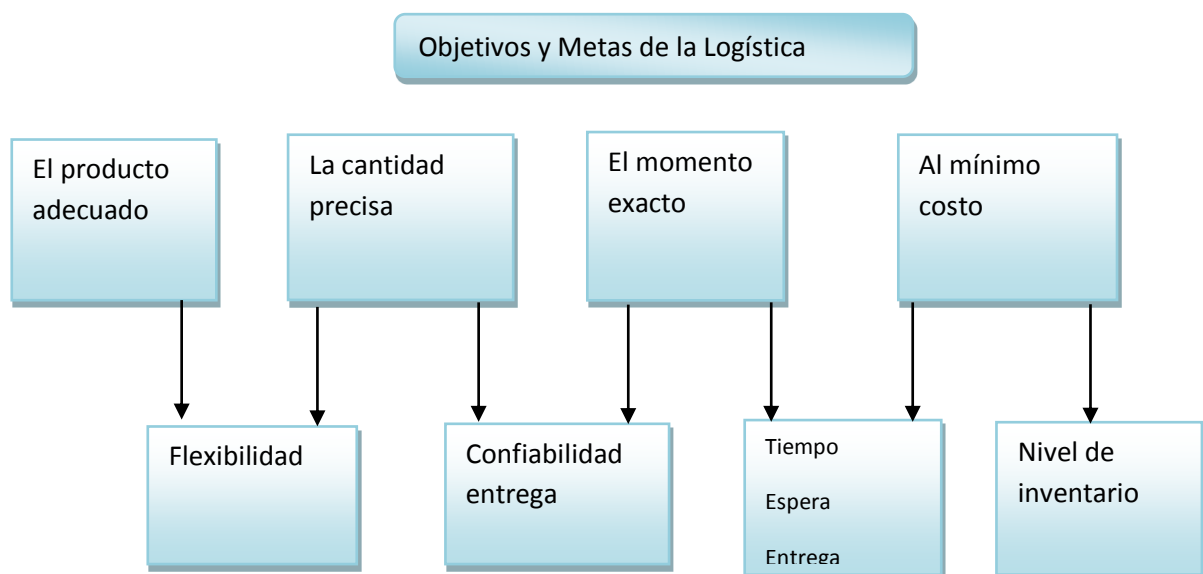 Objetivos y Metas de la Logística
El producto
adecuado
La cantidad
precisa
El momento
exacto
Al mínimo
costo
Flexibilidad
Confiabilidad
entrega
Tiempo
Espera
Entrega
Nivel de
inventario